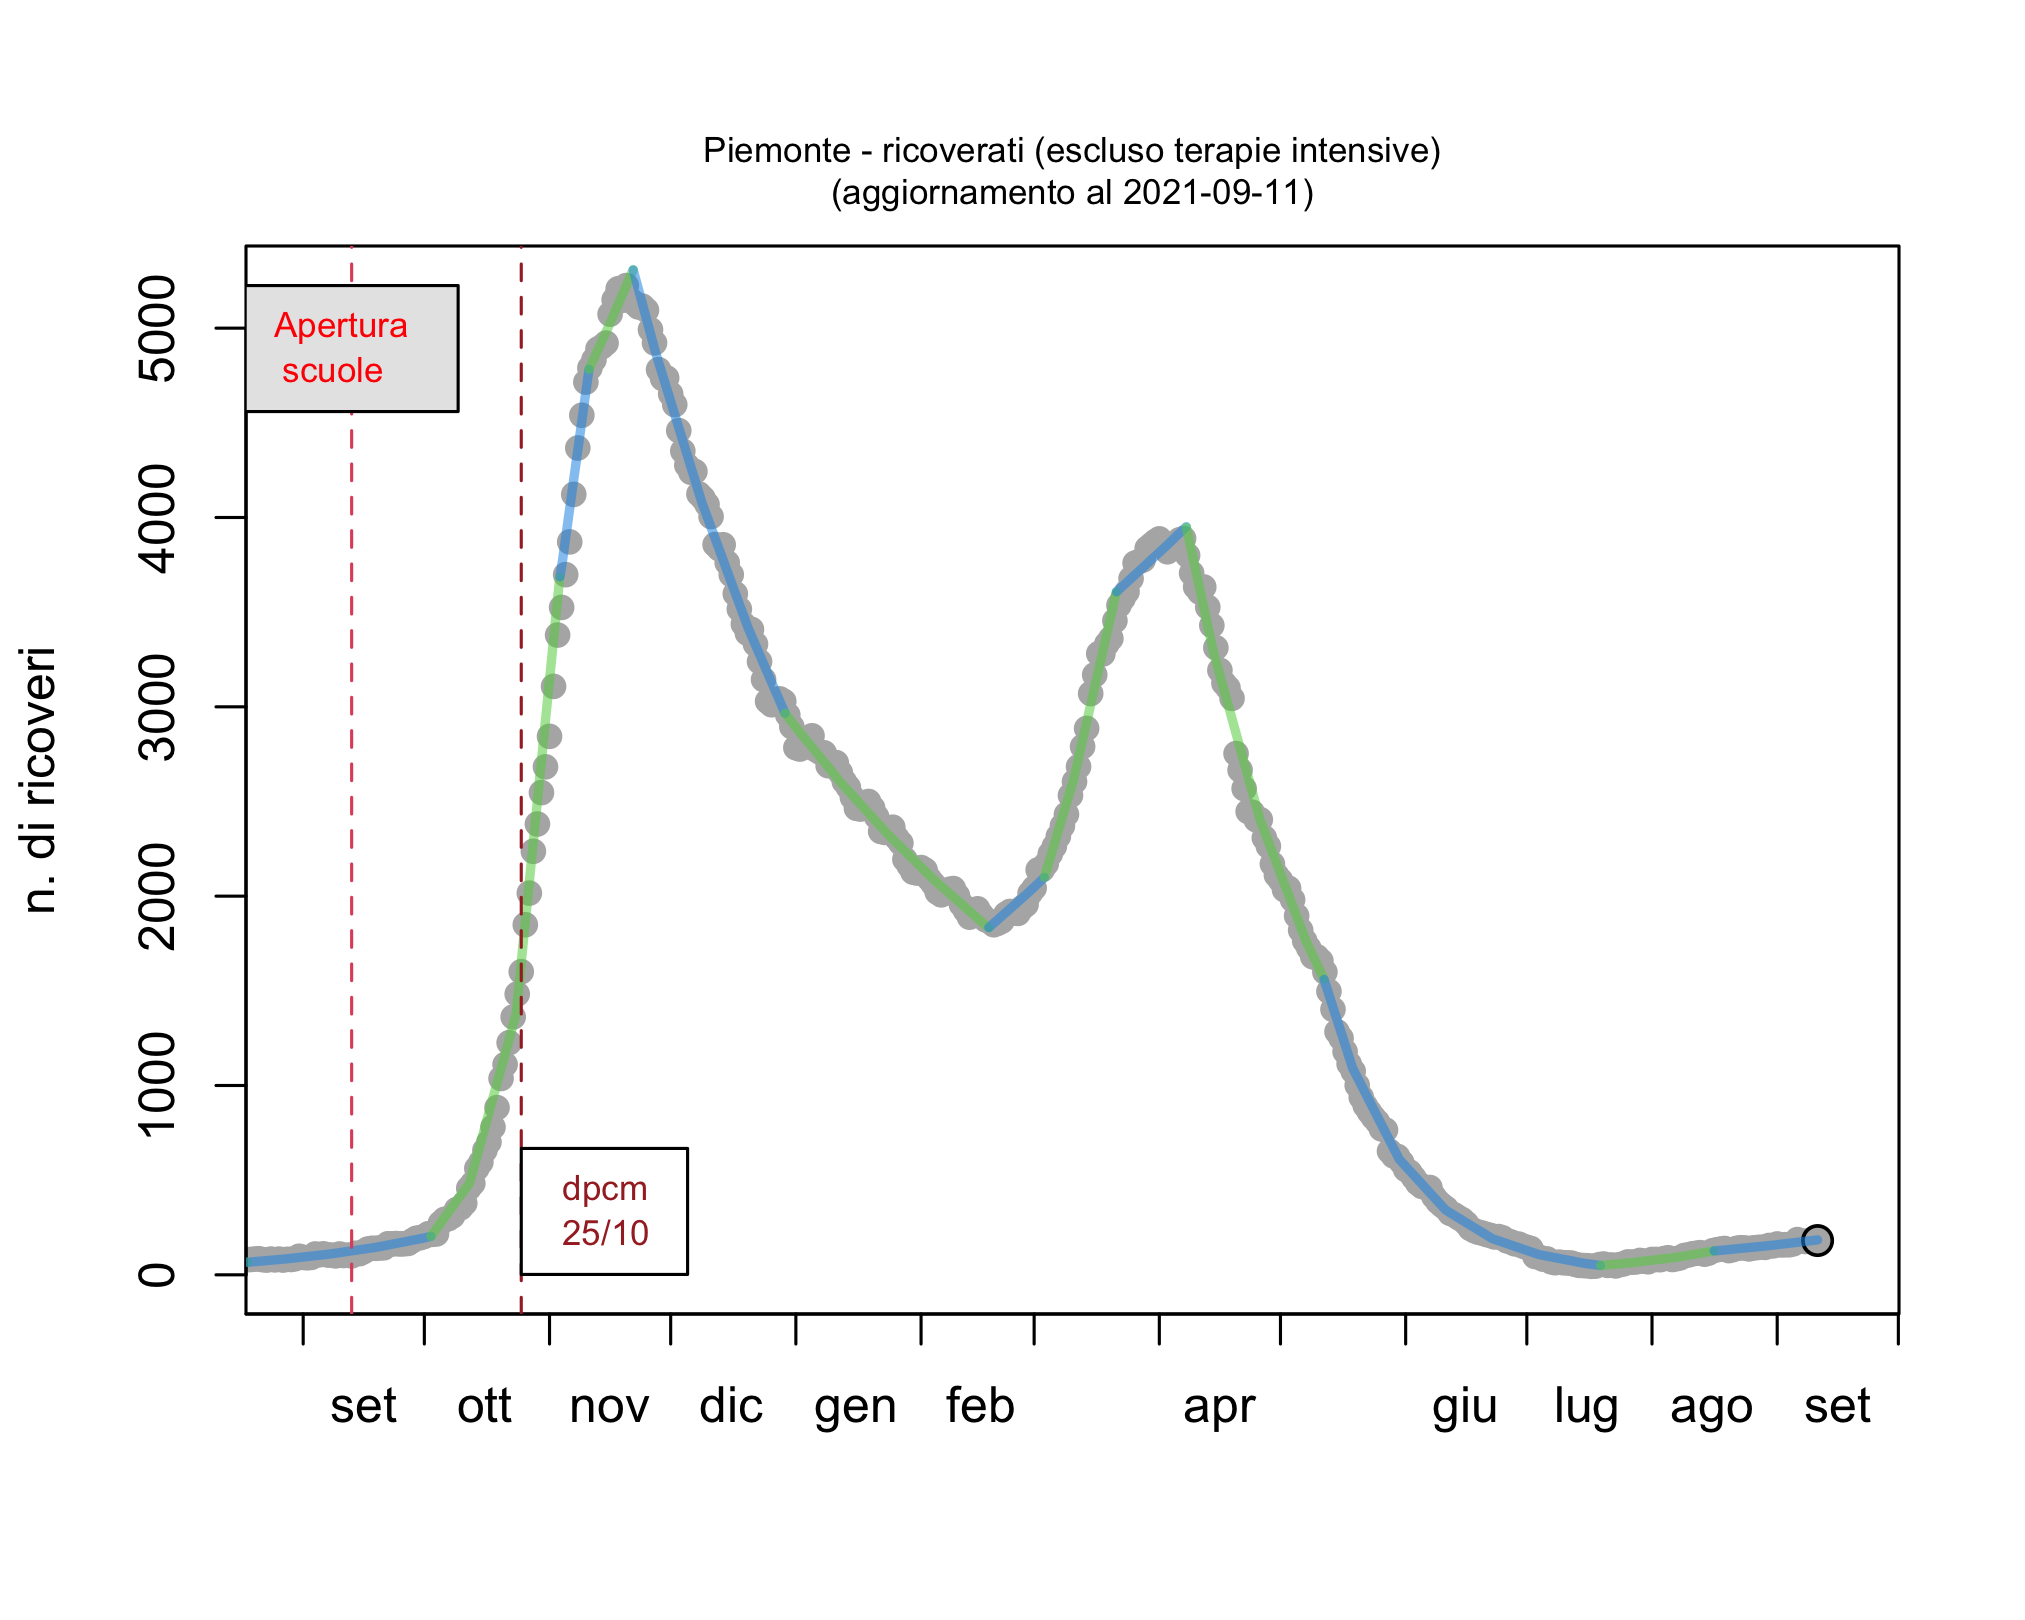 Piemonte - ricoverati (escluso terapie intensive)
(aggiornamento al 2021-09-11)
n. di ricoveri
5000
4000
3000
2000
1000
0
Apertura
scuole
dpcm
25/10
set ott nov dic gen feb apr giu lug ago set